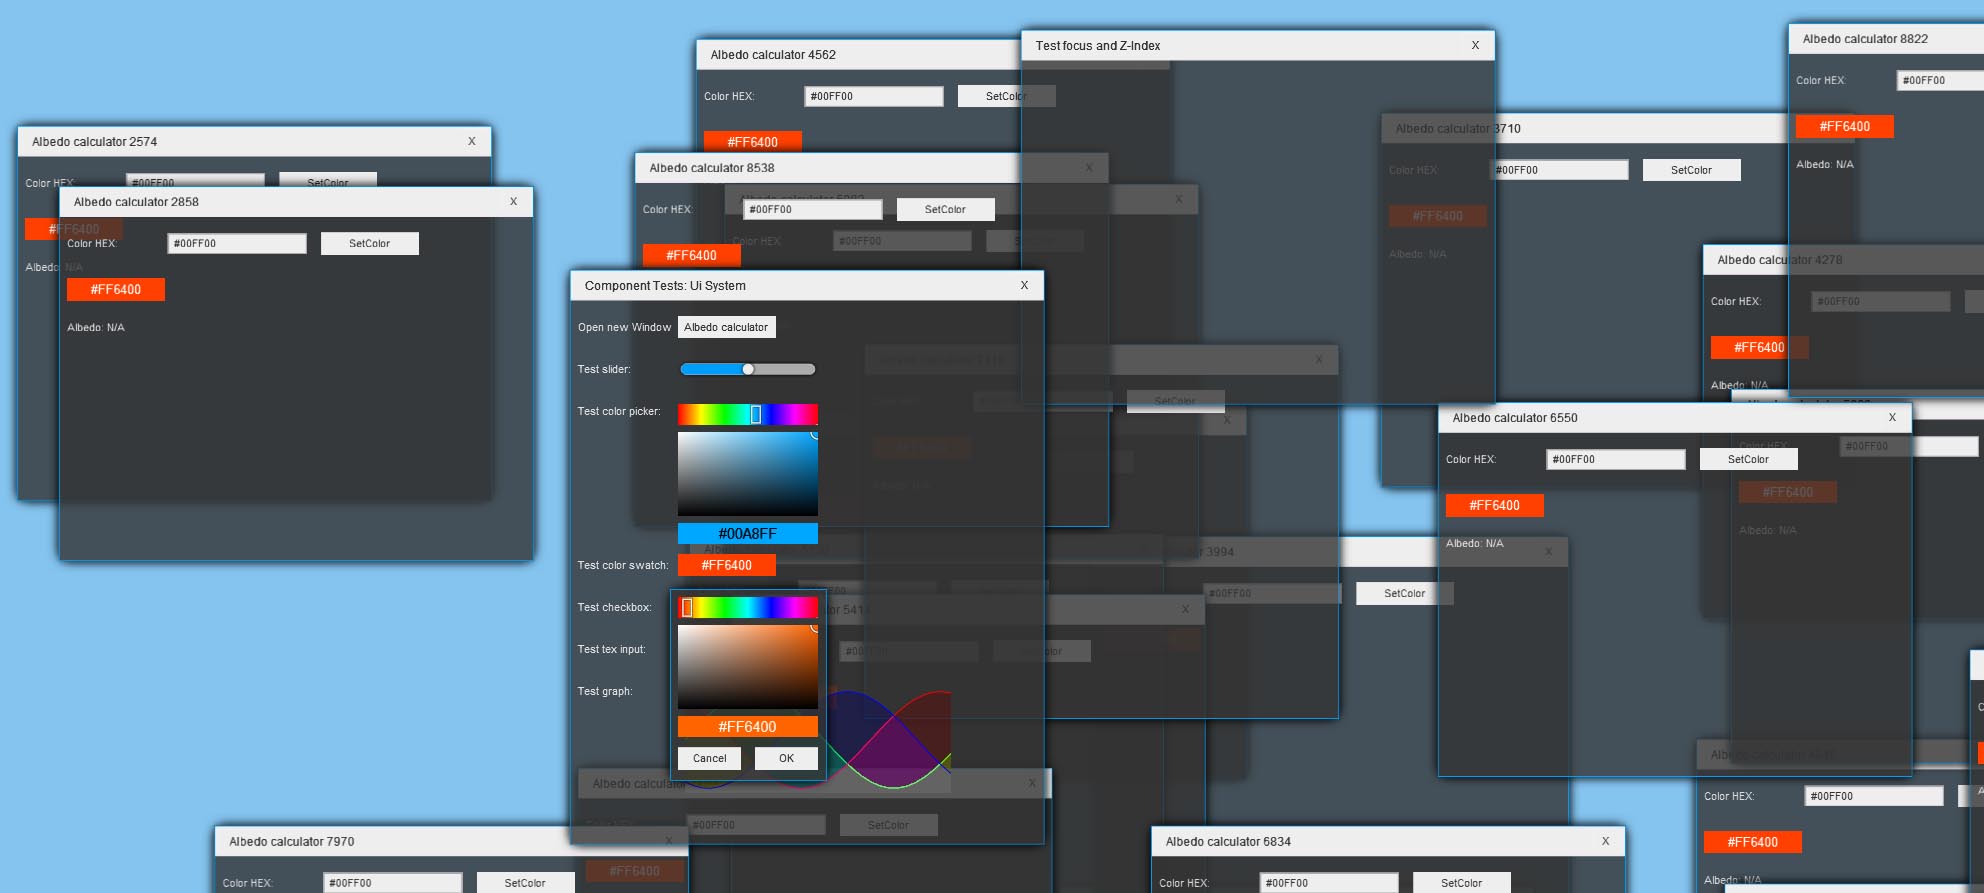 Albedo calculator 2574 X
Color HEX: #00FF00 SetColor
#FF6400
Albedo: N/A
Albedo calculator 2858 X
Color HEX: #00FF00 SetColor
#FF6400
Albedo: N/A
Albedo calculator 4562
Color HEX: #00FF00 SetColor
#FF6400
Test focus and Z-Index X
Albedo calculator 8538 X
Color HEX: #00FF00 SetColor
#FF6400
X
Color HEX: #00FF00
Component Tests: Ui System X
Open new Window Albedo calculator
Test slider:
Test color picker:
#00A8FF
Test color swatch: #FF6400
Test checkbox:
Test tex input:
Test graph:
#FF6400
Cancel OK
X
SetColor
X
Albedo calculator 3710
Color HEX: #00FF00 SetColor
#FF6400
Albedo: N/A
Albedo calculator 8822
Color HEX: #00FF00
#FF6400
Albedo: N/A
Albedo calculator 4278
Color HEX: #00FF00
#FF6400
Albedo: N/A
Albedo calculator 6550 X
Color HEX: #00FF00 SetColor
#FF6400
Albedo: N/A
Color HEX: #00FF00
#FF6400
Albedo: N/A
3994 X
#00FF00 SetColor
X
Albedo calculator X
#00FF00 SetColor
Albedo calculator 7970 X
Color HEX: #00FF00 SetColor
#FF6400
Albedo calculator 6834 X
Color HEX: #00FF00 SetColor
Albedo calculator
Color HEX: #00FF00
#FF6400
Albedo: N/A